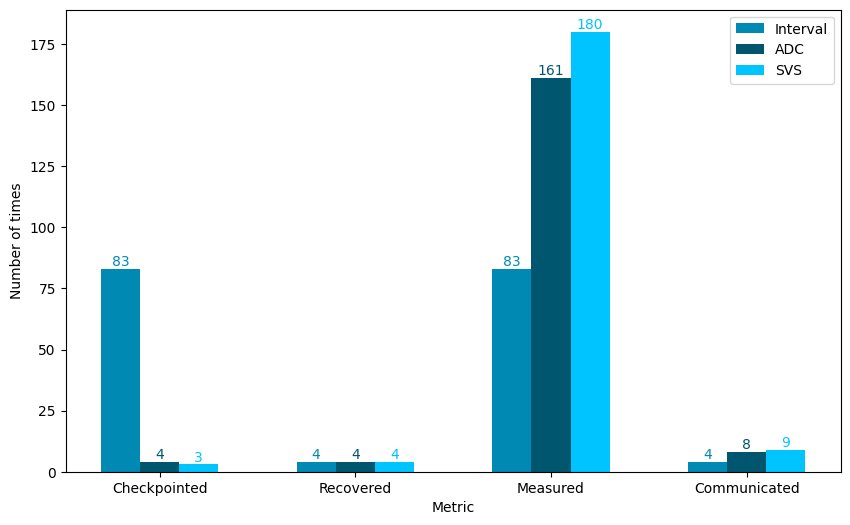 Interval
ADC
SVS
Number of times
175
150
125
100
75
50
25
0
83
4
3
4
4
4
83
161
180
4
8
9
Checkpointed
Recovered
Measured
Communicated
Metric